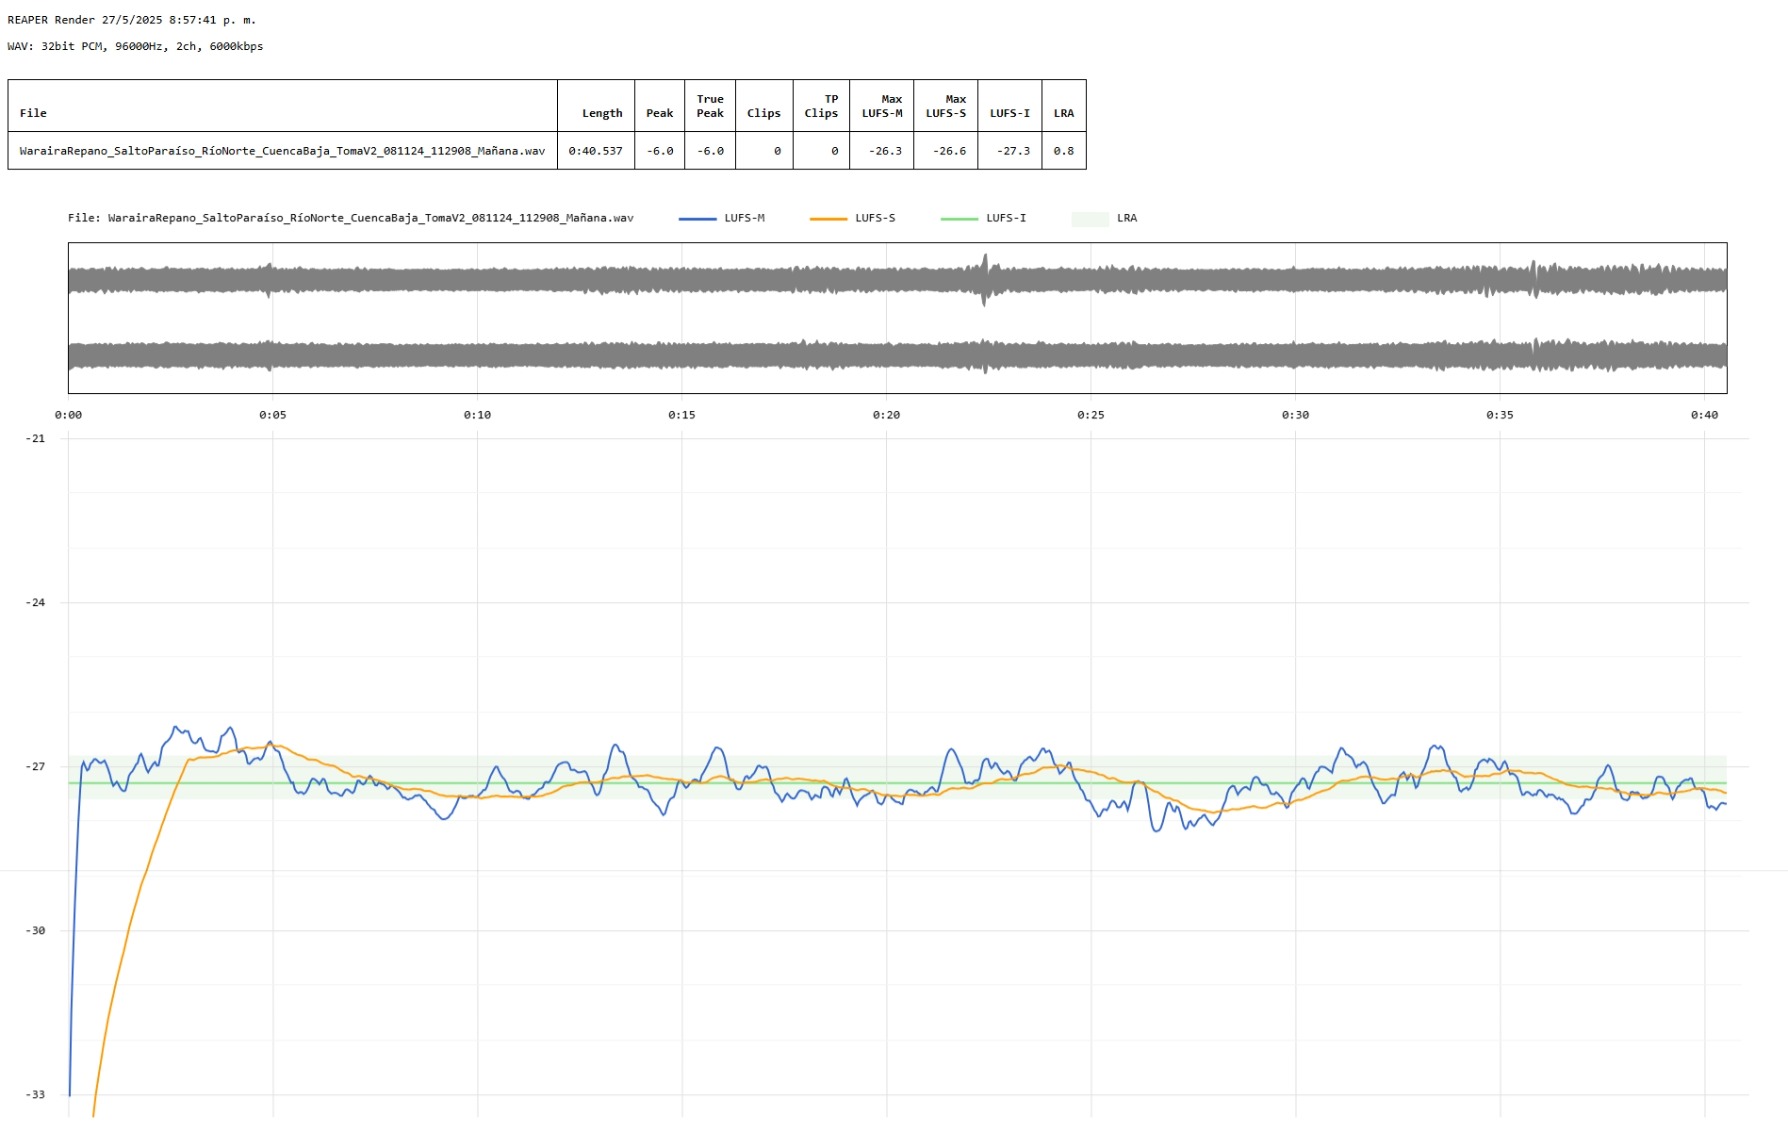 REAPER Render 27/5/2025 8:57:41 p. m.
WAV: 32bit PCM, 96000Hz, 2ch, 6000kbps
File Length Peak True Peak Clips TP Clips Max LUFS-M Max LUFS-S LUFS-I LRA
WarairaRepano_SaltoParaíso_RíoNorte_CuencaBaja_TomaV2_081124_112908_Mañana.wav 0:40.537 -6.0 -6.0 0 0 -26.3 -26.6 -27.3 0.8
File: WarairaRepano_SaltoParaíso_RíoNorte_CuencaBaja_TomaV2_081124_112908_Mañana.wav LUFS-M LUFS-S LUFS-I LRA
0:00 0:05 0:10 0:15 0:20 0:25 0:30 0:35 0:40
-21
-24
-27
-30
-33